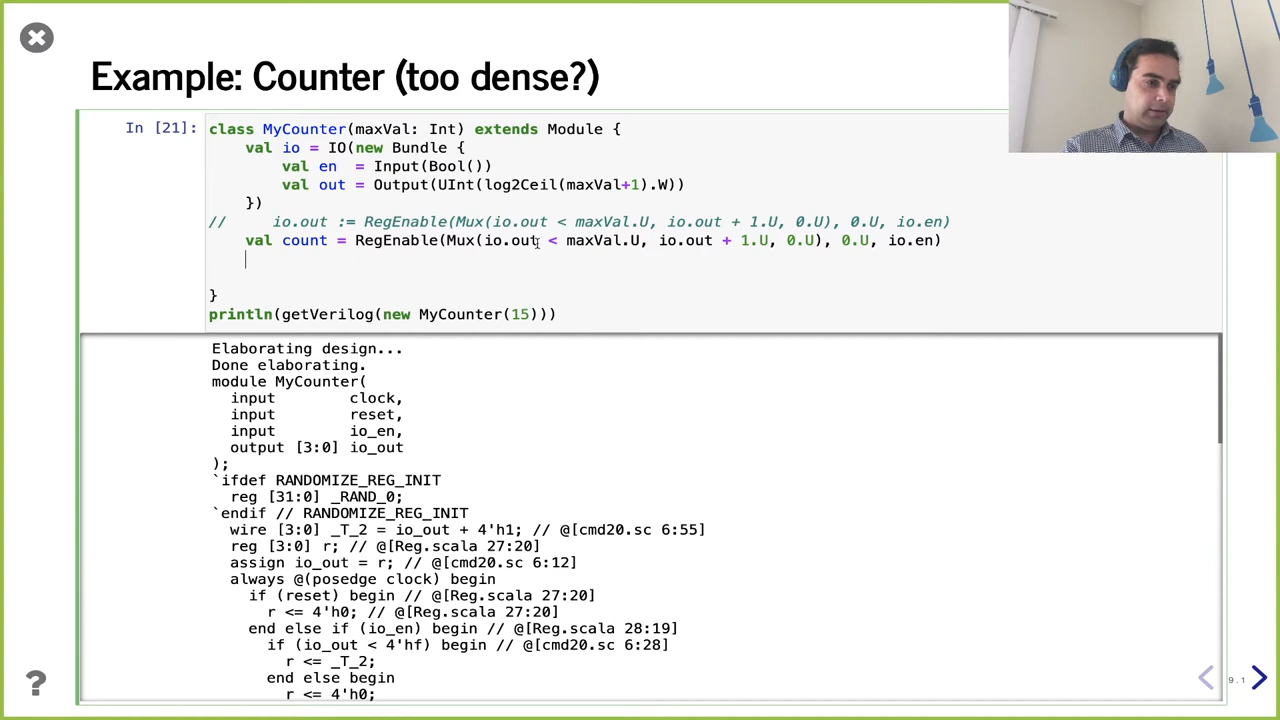 Example: Counter (too dense?)
In [21]:
class MyCounter(maxVal: Int) extends Module {
    val io = IO(new Bundle {
        val en  = Input(Bool())
        val out = Output(UInt(log2Ceil(maxVal+1).W))
    })
//     io.out := RegEnable(Mux(io.out < maxVal.U, io.out + 1.U, 0.U), 0.U, io.en)
    val count = RegEnable(Mux(io.out < maxVal.U, io.out + 1.U, 0.U), 0.U, io.en)
}
println(getVerilog(new MyCounter(15)))
Elaborating design...
Done elaborating.
module MyCounter(
  input        clock,
  input        reset,
  input        io_en,
  output [3:0] io_out
);
`ifdef RANDOMIZE_REG_INIT
  reg [31:0] _RAND_0;
`endif // RANDOMIZE_REG_INIT
  wire [3:0] _T_2 = io_out + 4'h1; // @[cmd20.sc 6:55]
  reg [3:0] r; // @[Reg.scala 27:20]
  assign io_out = r; // @[cmd20.sc 6:12]
  always @(posedge clock) begin
    if (reset) begin // @[Reg.scala 27:20]
      r <= 4'h0; // @[Reg.scala 27:20]
    end else if (io_en) begin // @[Reg.scala 28:19]
      if (io_out < 4'hf) begin // @[cmd20.sc 6:28]
        r <= _T_2;
      end else begin
        r <= 4'h0;
?
9.1